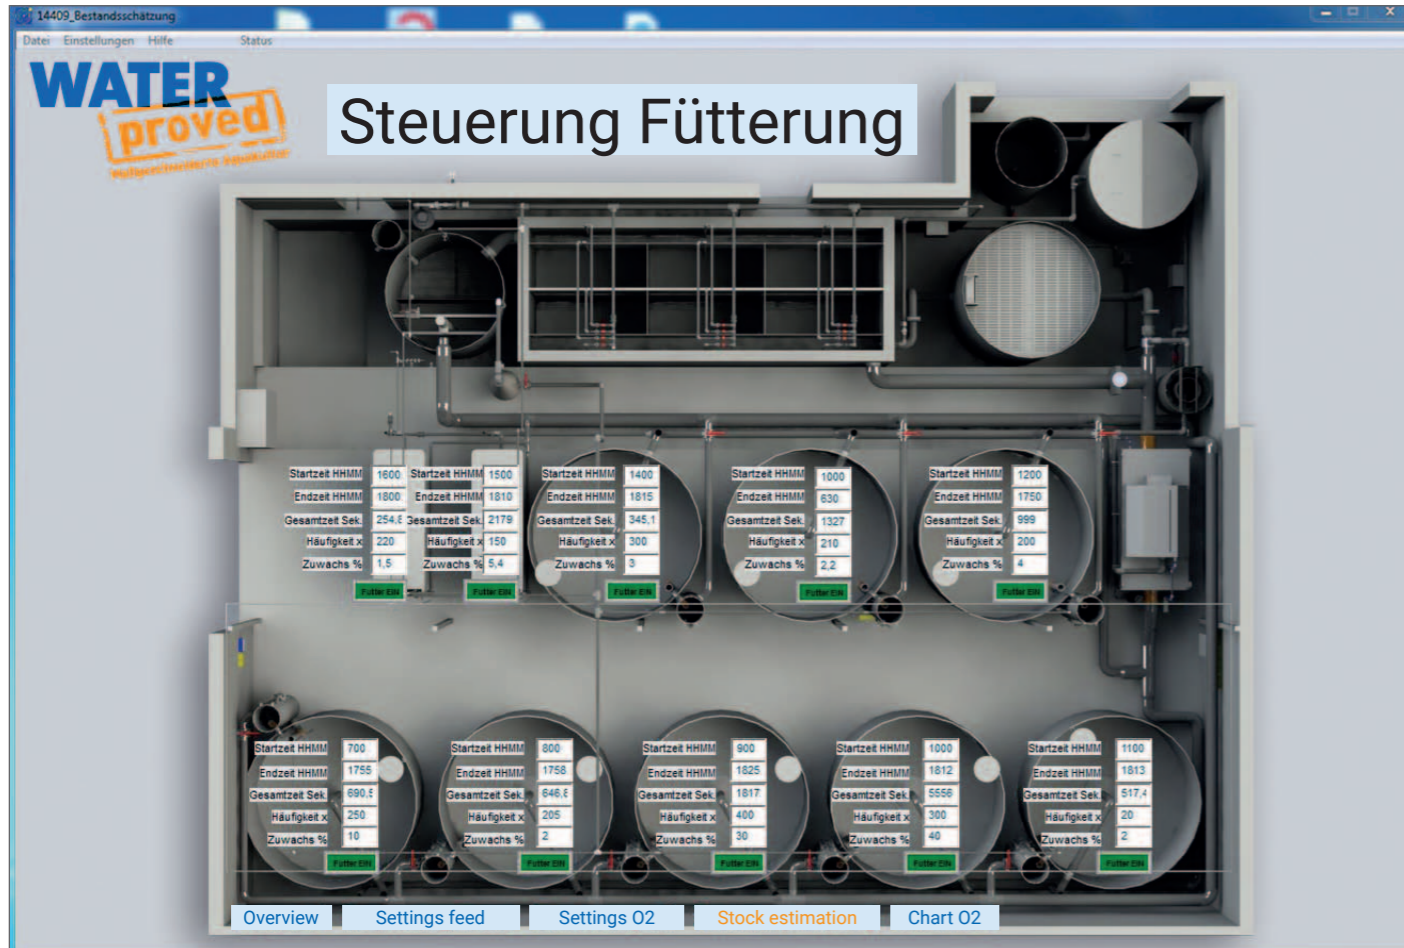 14409_Bestandsschätzung
Datei Einstellungen Hilfe Status
WATER
proved
Steuerung Fütterung
Startzeit HHMM 1600 Startzeit HHMM 1500 Startzeit HHMM 1400 Startzeit HHMM 1000 Startzeit HHMM 1200
Endzeit HHMM 1800 Endzeit HHMM 1810 Endzeit HHMM 1815 Endzeit HHMM 630 Endzeit HHMM 1750
Gesamtzeit Sek. 254,8 Gesamtzeit Sek. 2179 Gesamtzeit Sek. 345,1 Gesamtzeit Sek. 1327 Gesamtzeit Sek. 999
Häufigkeit x 220 Häufigkeit x 150 Häufigkeit x 300 Häufigkeit x 210 Häufigkeit x 200
Zuwachs % 1,5 Zuwachs % 5,4 Zuwachs % 3 Zuwachs % 2,2 Zuwachs % 4
Futter EIN Futter EIN Futter EIN Futter EIN Futter EIN
Startzeit HHMM 700 Startzeit HHMM 800 Startzeit HHMM 900 Startzeit HHMM 1000 Startzeit HHMM 1100
Endzeit HHMM 1755 Endzeit HHMM 1758 Endzeit HHMM 1825 Endzeit HHMM 1812 Endzeit HHMM 1813
Gesamtzeit Sek. 690,5 Gesamtzeit Sek. 646,8 Gesamtzeit Sek. 1817 Gesamtzeit Sek. 5556 Gesamtzeit Sek. 517,4
Häufigkeit x 250 Häufigkeit x 205 Häufigkeit x 400 Häufigkeit x 300 Häufigkeit x 20
Zuwachs % 10 Zuwachs % 2 Zuwachs % 30 Zuwachs % 40 Zuwachs % 2
Futter EIN Futter EIN Futter EIN Futter EIN Futter EIN
Overview Settings feed Settings O2 Stock estimation Chart O2